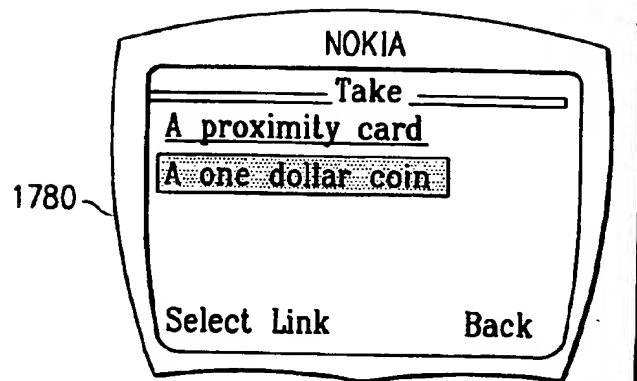 NOKIA
Take
A proximity card
A one dollar coin
1780
Select Link Back